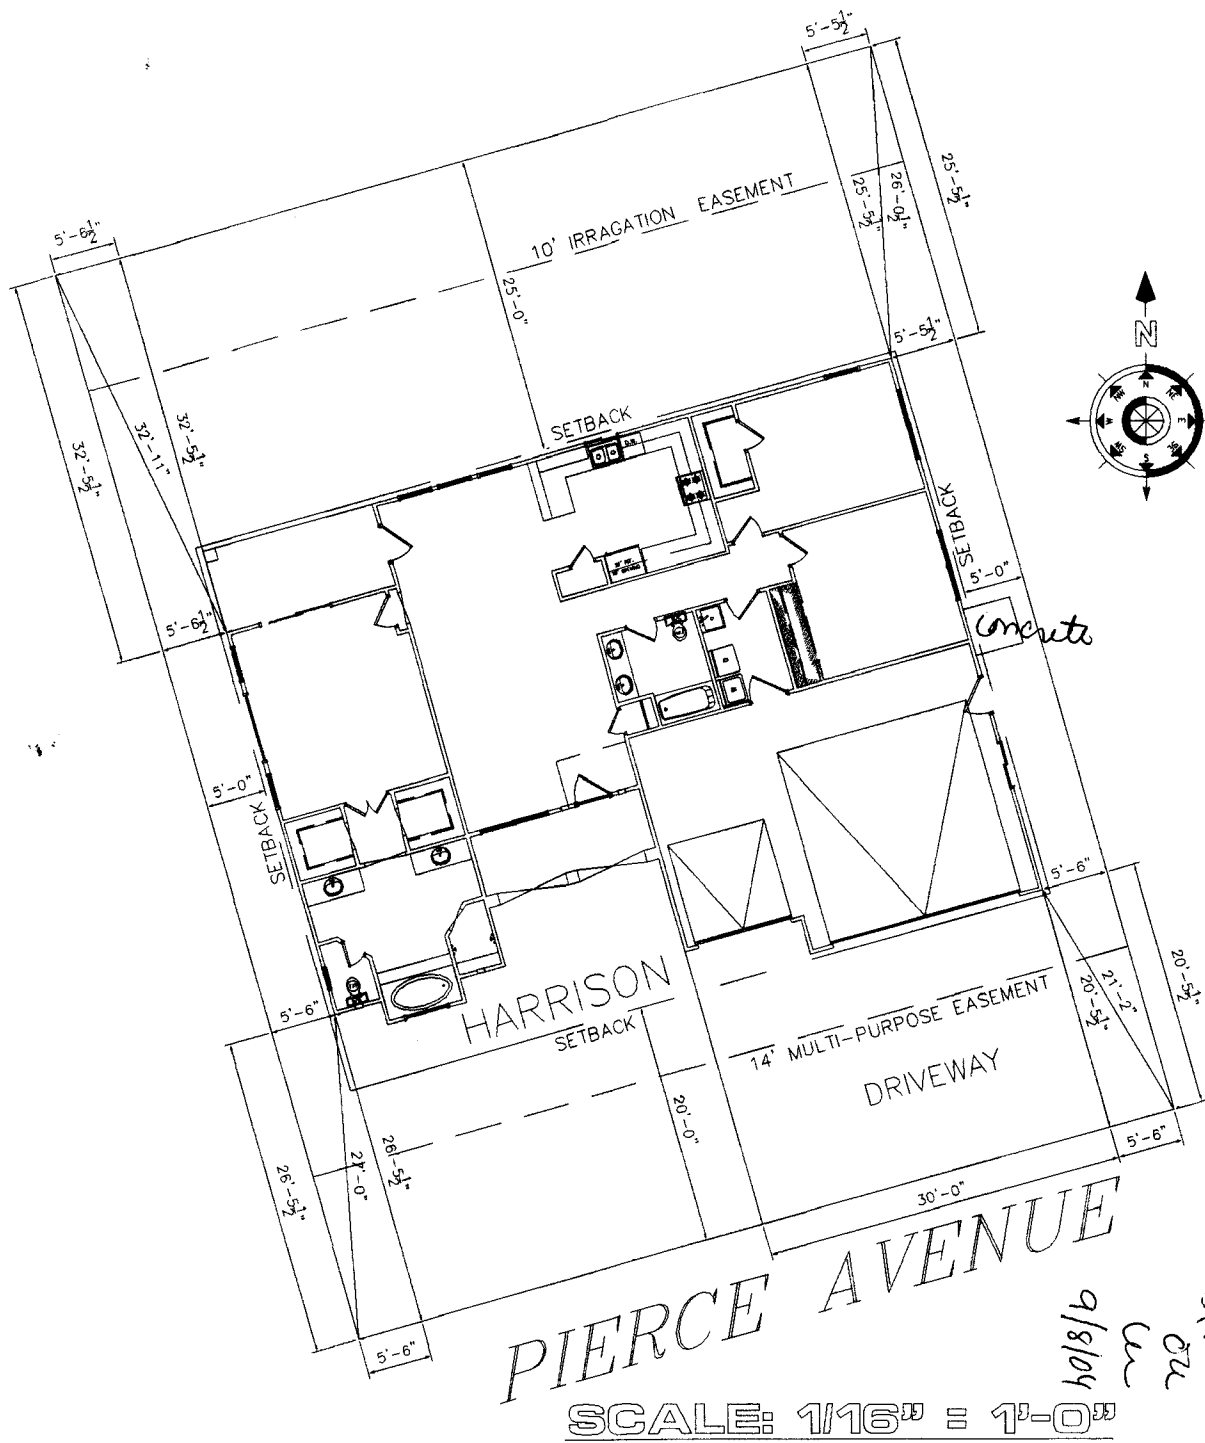 5'-5½"
25'-5½"
26'-0½"
25'-5½"
10' IRRAGATION EASEMENT
5'-6½"
25'-0"
N
N
NE
E
SE
S
SW
W
NW
5'-5½"
32'-5½"
32'-11"
32'-5½"
SETBACK
SETBACK
5'-0"
concrete
5'-6½"
5'-0"
SETBACK
5'-6"
20'-5½"
21'-2"
20'-5½"
HARRISON
SETBACK
14' MULTI-PURPOSE EASEMENT
DRIVEWAY
5'-6"
20'-0"
26'-5½"
26'-5½"
5'-6"
30'-0"
5'-6"
PIERCE AVENUE
9/8/04
SCALE: 1/16" = 1'-0"